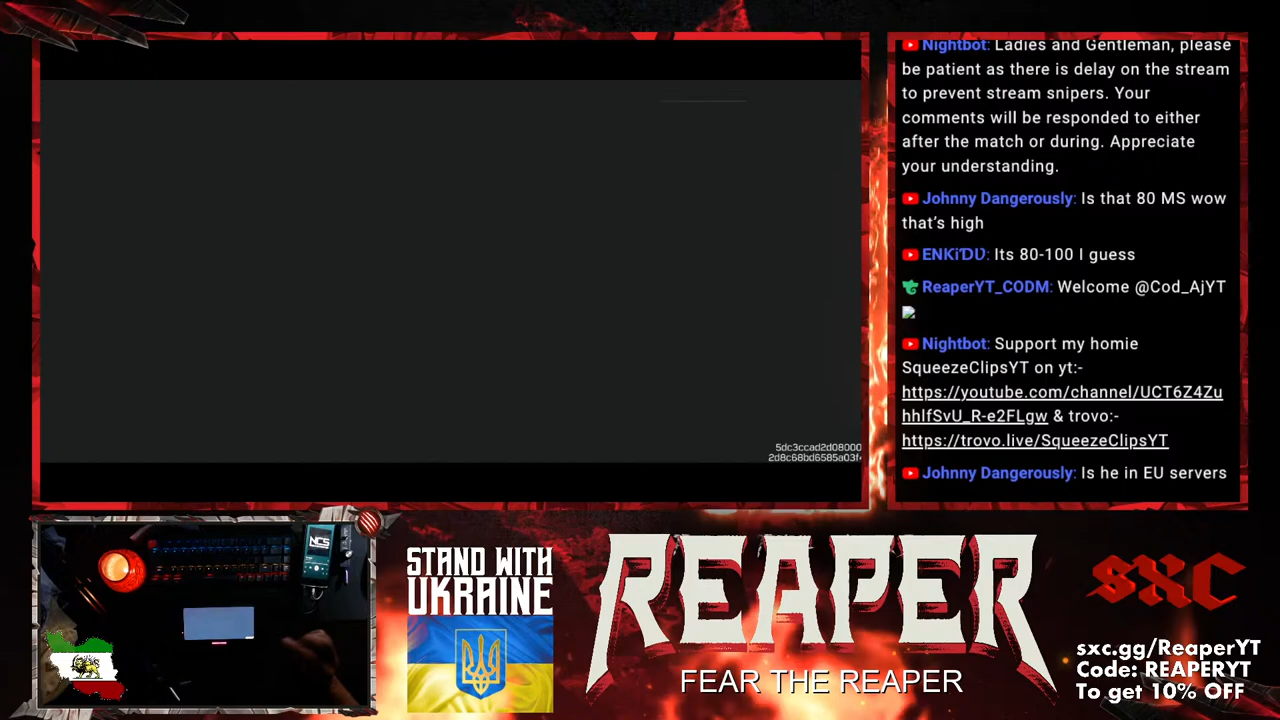 Nightbot: Ladies and Gentleman, please
be patient as there is delay on the stream
to prevent stream snipers. Your
comments will be responded to either
after the match or during. Appreciate
your understanding.
Johnny Dangerously: Is that 80 MS wow
that's high
ENKiƊƲ: Its 80-100 I guess
ReaperYT_CODM: Welcome @Cod_AjYT
Nightbot: Support my homie
SqueezeClipsYT on yt:-
https://youtube.com/channel/UCT6Z4Zu
hhIfSvU_R-e2FLgw & trovo:-
https://trovo.live/SqueezeClipsYT
Johnny Dangerously: Is he in EU servers
5dc3ccad2d08000
2d8c68bd6585a03f
NCS
STAND WITH
UKRAINE
REAPER
FEAR THE REAPER
sxc
sxc.gg/ReaperYT
Code: REAPERYT
To get 10% OFF